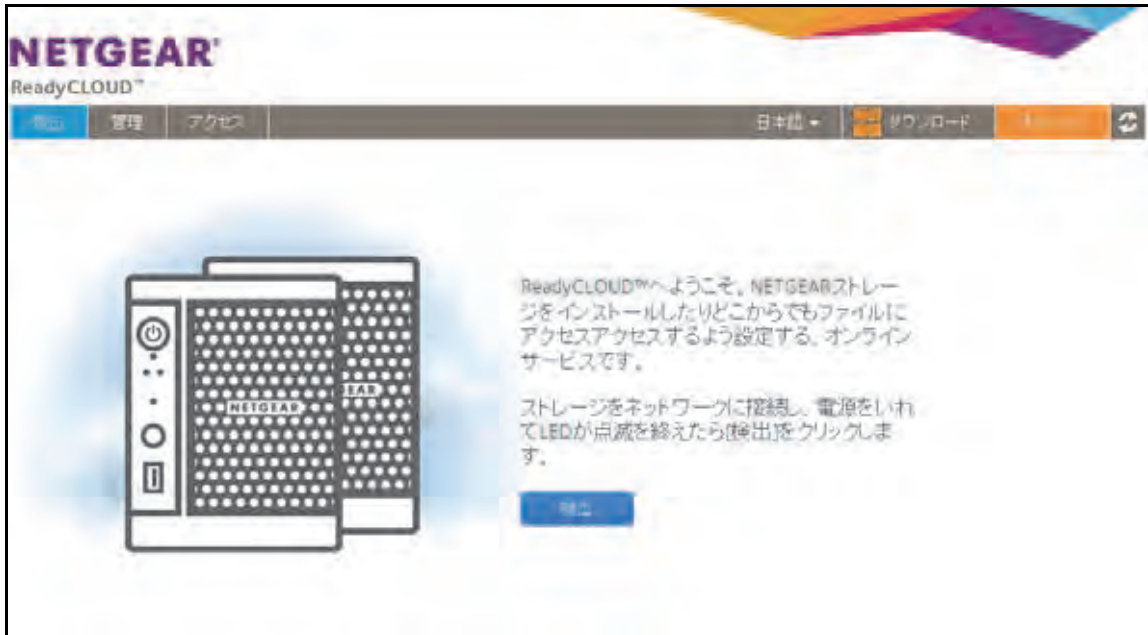 NETGEAR®
ReadyCLOUD™
検出 管理 アクセス 日本語 ダウンロード
NETGEAR
EAR
ReadyCLOUD™へようこそ。NETGEARストレー
ジをインストールしたりどこからでもファイルに
アクセスアクセスするよう設定する、オンライン
サービスです。
ストレージをネットワークに接続し、電源をいれ
てLEDが点滅を終えたら[検出]をクリックしま
す。
検出